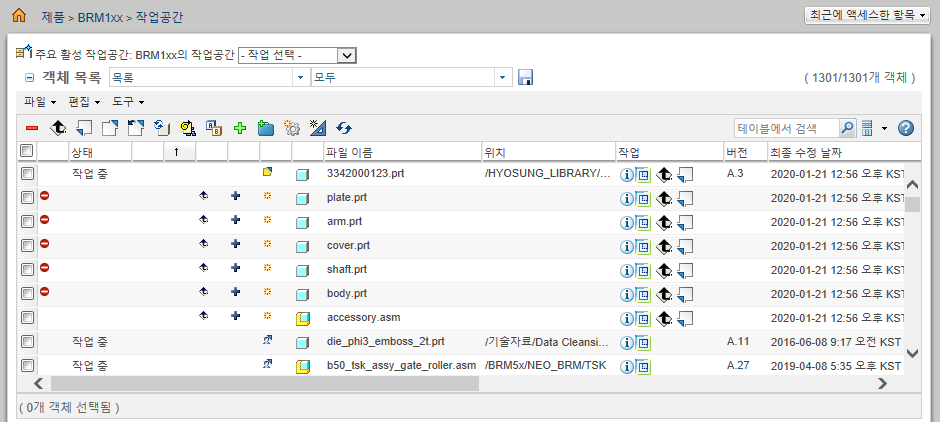 제품 > BRM1xx > 작업공간
최근에 액세스한 항목
주요 활성 작업공간: BRM1xx의 작업공간 - 작업 선택 -
객체 목록 목록 모두 ( 1301/1301개 객체 )
파일 편집 도구
테이블에서 검색
상태 파일 이름 위치 작업 버전 최종 수정 날짜
작업 중 3342000123.prt /HYOSUNG_LIBRARY/... A.3 2020-01-21 12:56 오후 KST
plate.prt 2020-01-21 12:56 오후 KST
arm.prt 2020-01-21 12:56 오후 KST
cover.prt 2020-01-21 12:56 오후 KST
shaft.prt 2020-01-21 12:56 오후 KST
body.prt 2020-01-21 12:56 오후 KST
accessory.asm 2020-01-21 12:56 오후 KST
작업 중 die_phi3_emboss_2t.prt /기술자료/Data Cleansi... A.11 2016-06-08 9:17 오전 KST
작업 중 b50_tsk_assy_gate_roller.asm /BRM5x/NEO_BRM/TSK A.27 2019-04-08 5:35 오후 KST
( 0개 객체 선택됨 )